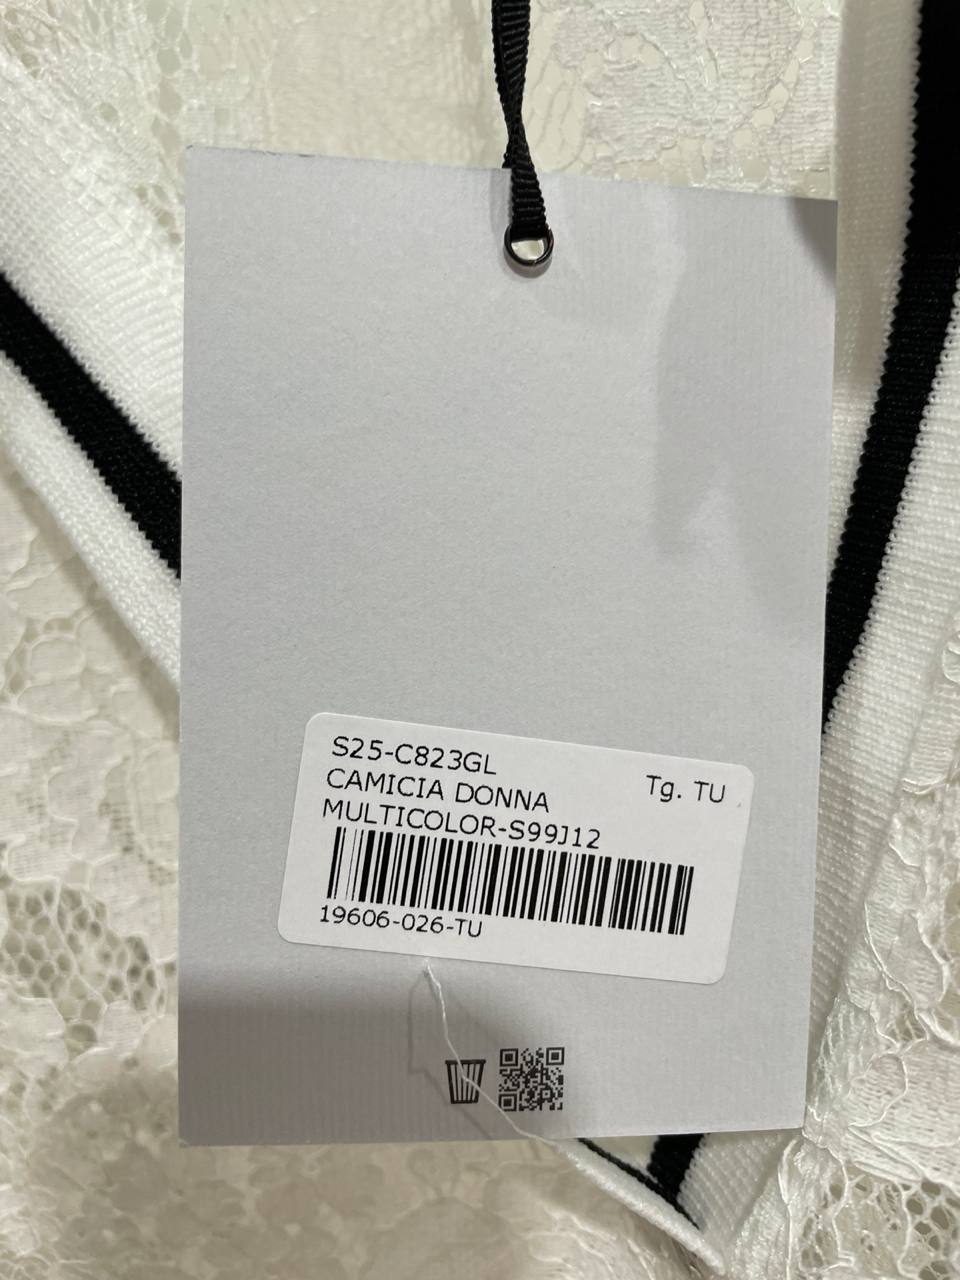 S25-C823GL
Tg. TU
CAMICIA DONNA
MULTICOLOR-S99J12
19606-026-TU